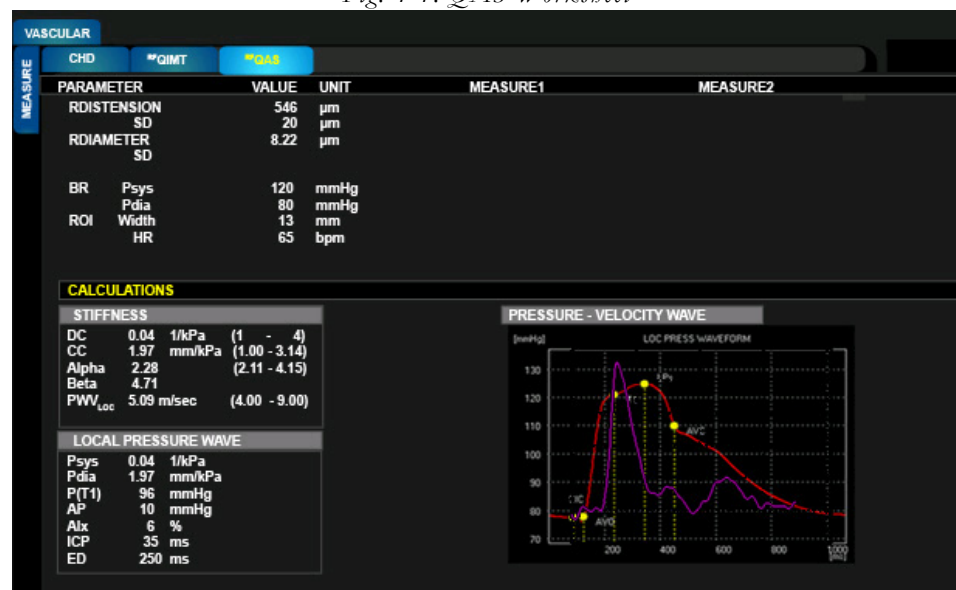 VASCULAR
MEASURE
CHD RF QIMT RF QAS
PARAMETER VALUE UNIT MEASURE1 MEASURE2
RDISTENSION 546 µm
SD 20 µm
RDIAMETER 8.22 µm
SD
BR Psys 120 mmHg
Pdia 80 mmHg
ROI Width 13 mm
HR 65 bpm
CALCULATIONS
STIFFNESS
DC 0.04 1/kPa (1 - 4)
CC 1.97 mm/kPa (1.00 - 3.14)
Alpha 2.28 (2.11 - 4.15)
Beta 4.71
PWVLOC 5.09 m/sec (4.00 - 9.00)
LOCAL PRESSURE WAVE
Psys 0.04 1/kPa
Pdia 1.97 mm/kPa
P(T1) 96 mmHg
AP 10 mmHg
AIx 6 %
ICP 35 ms
ED 250 ms
PRESSURE - VELOCITY WAVE
[mmHg] LOC PRESS WAVEFORM
130
120
110
100
90
80
70
AVC
AVO
200 400 600 800 1000
[ms]